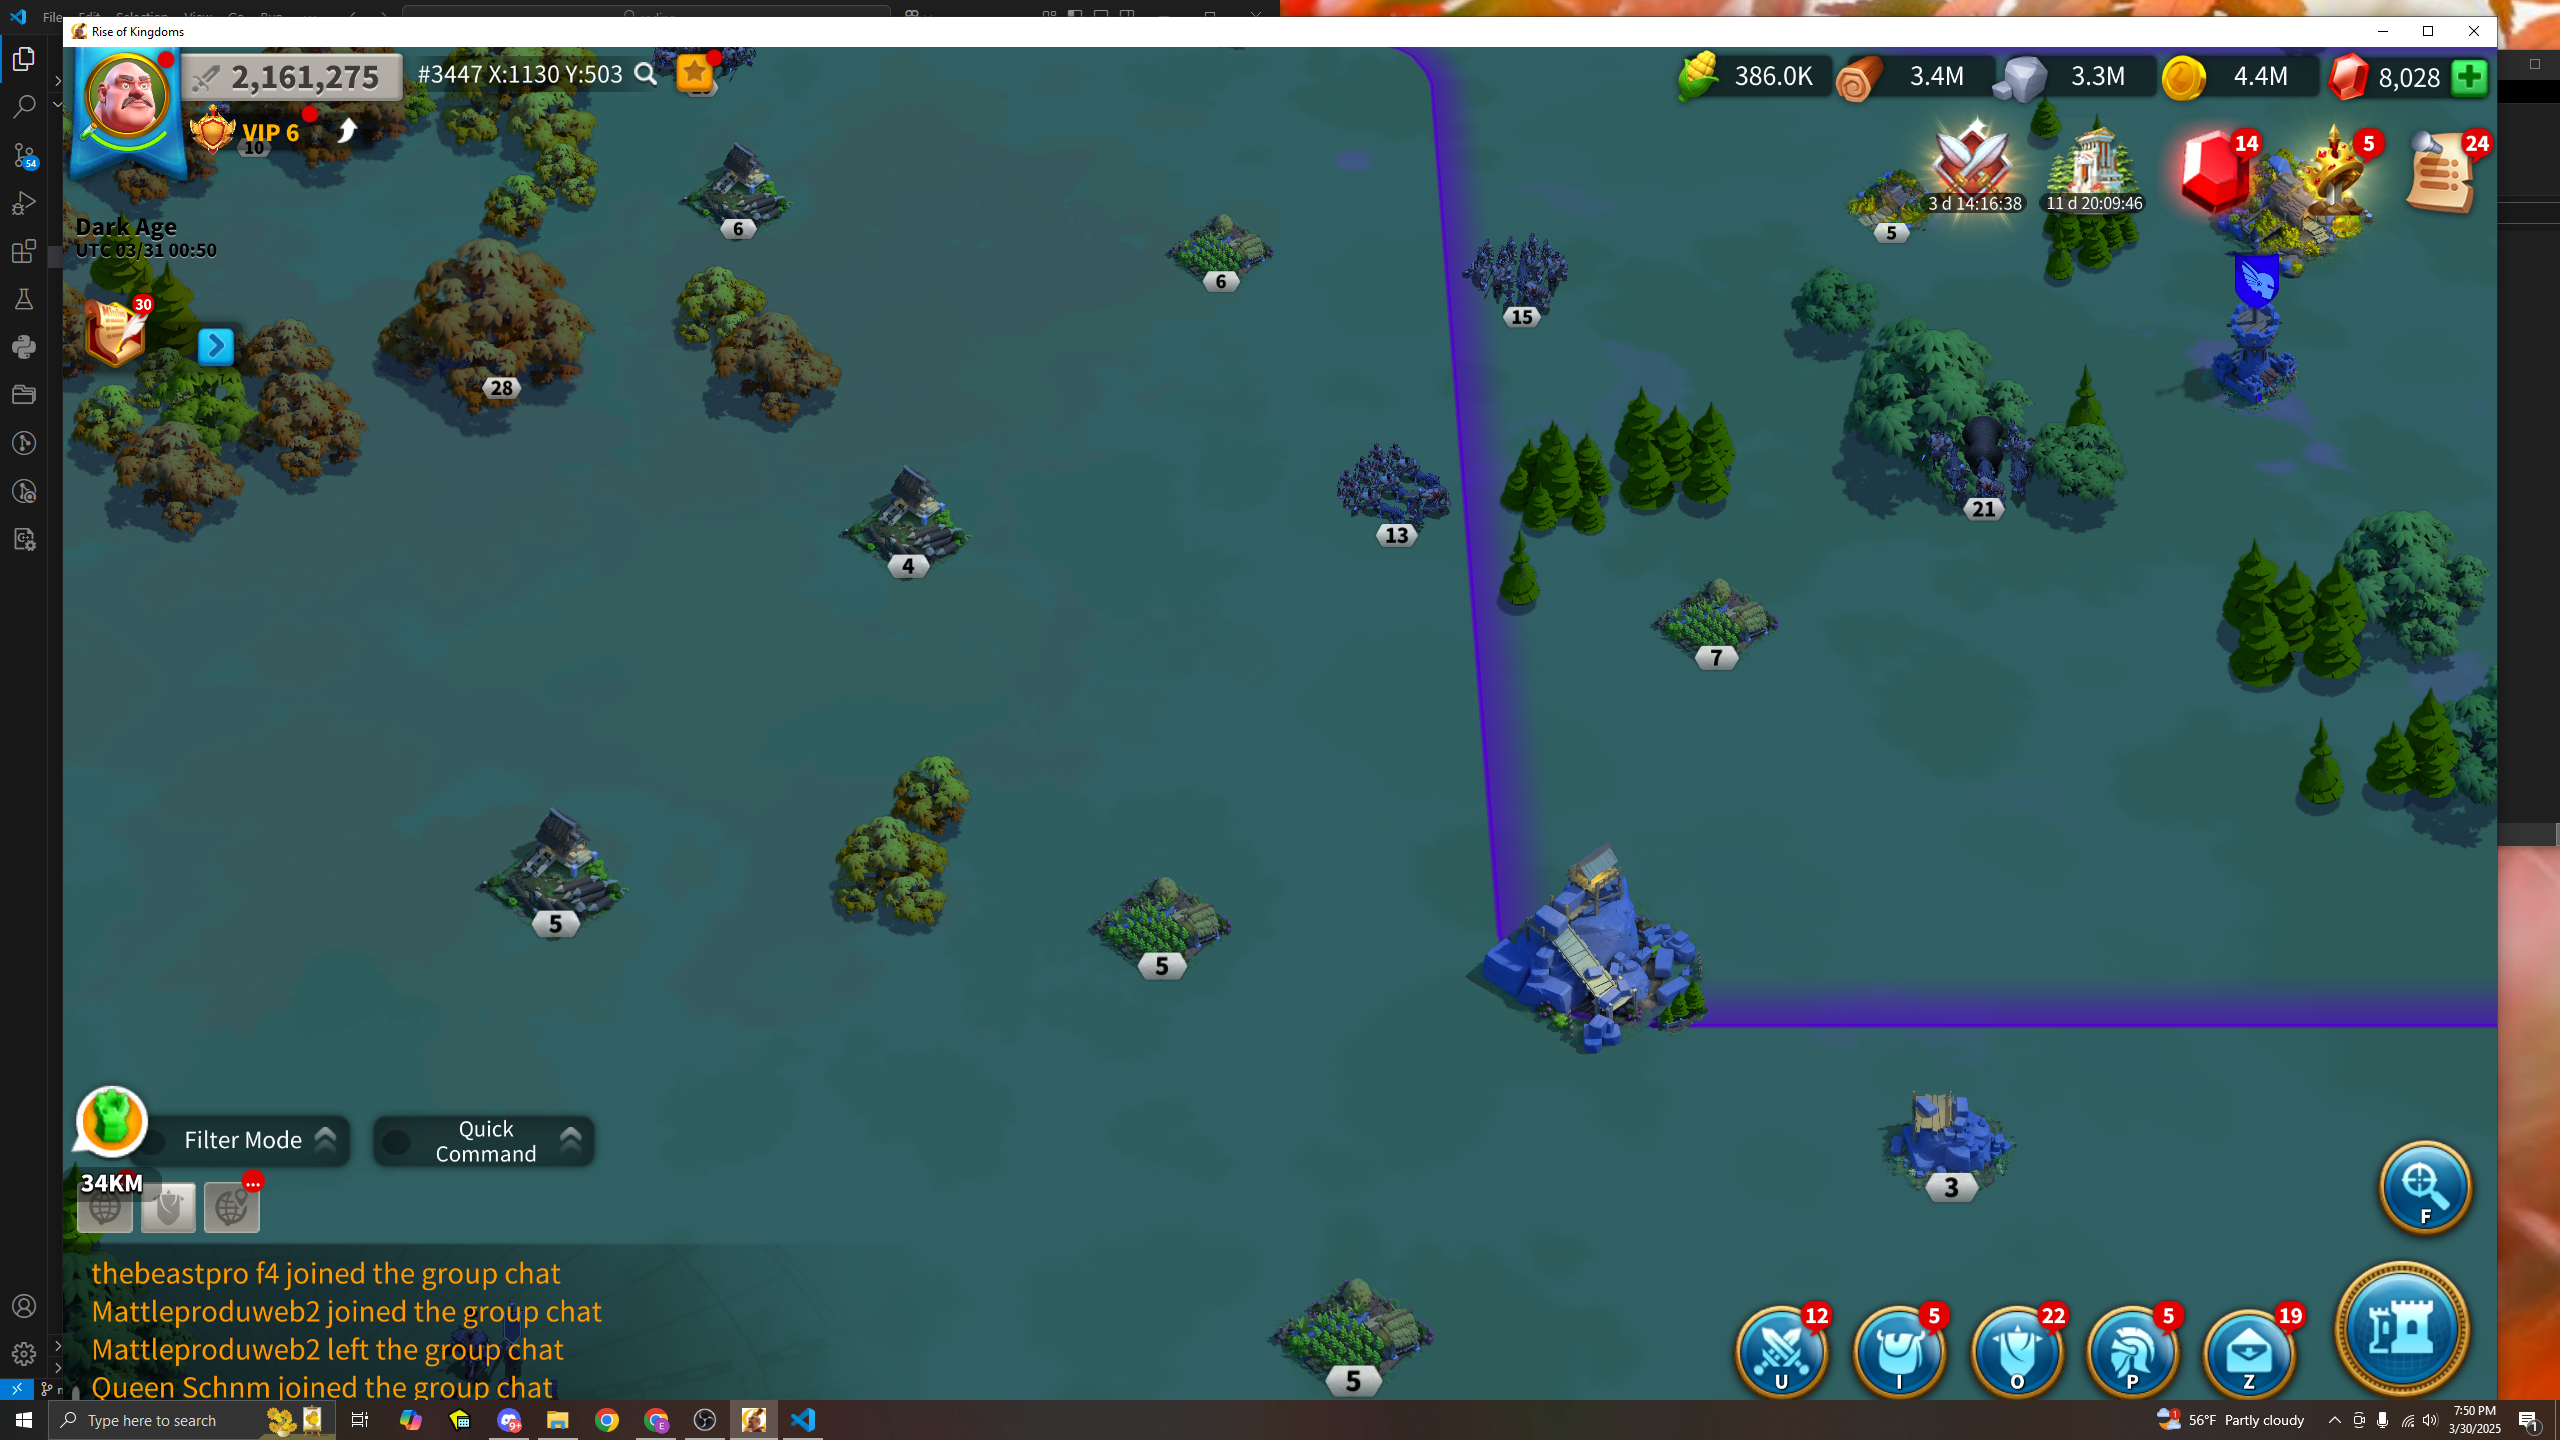 Rise of Kingdoms
2,161,275
#3447 X:1130 Y:503
386.0K
3.4M
3.3M
4.4M
8,028
VIP 6
10
6
14
5
24
3 d 14:16:38
11 d 20:09:46
5
54
Dark Age
UTC 03/31 00:50
6
15
30
28
21
13
4
7
5
5
Filter Mode
Quick
Command
34KM
...
3
F
thebeastpro f4 joined the group chat
Mattleproduweb2 joined the group chat
Mattleproduweb2 left the group chat
Queen Schnm joined the group chat
12
5
22
5
19
U
I
O
P
Z
5
Type here to search
9+
E
1
56°F Partly cloudy
7:50 PM
3/30/2025
1